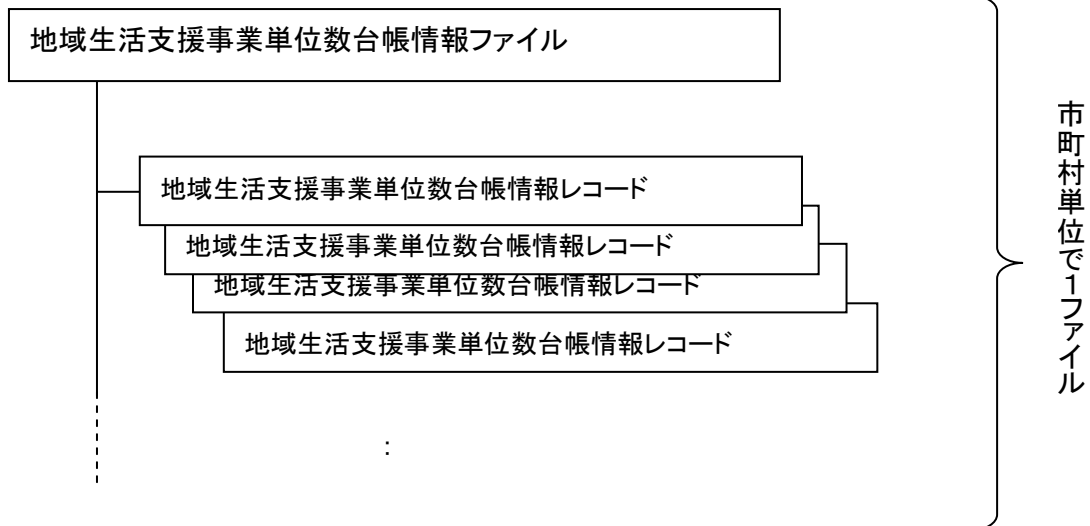 地域生活支援事業単位数台帳情報ファイル
地域生活支援事業単位数台帳情報レコード
地域生活支援事業単位数台帳情報レコード
地域生活支援事業単位数台帳情報レコード
地域生活支援事業単位数台帳情報レコード
:
市町村単位で1ファイル